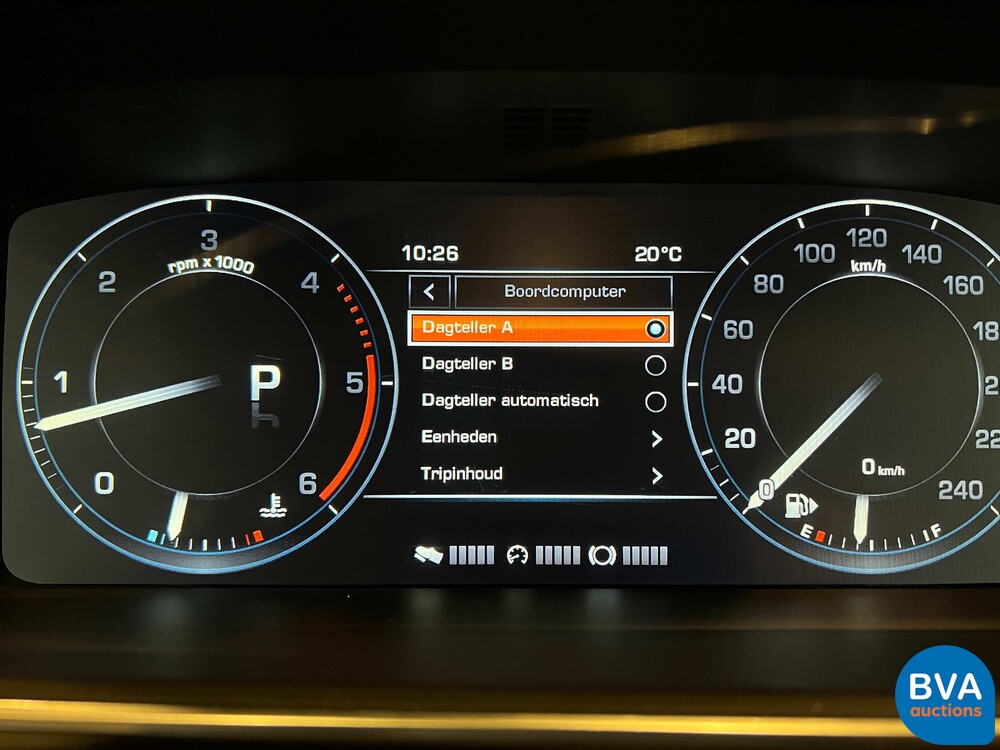 10:26 20°C
< Boordcomputer
Dagteller A
Dagteller B
Dagteller automatisch
Eenheden >
Tripinhoud >
0 1 2 3 4 5 6
rpm x 1000
P
0 20 40 60 80 100 120 140 160 240
km/h
0 km/h
E F
BVA
auctions